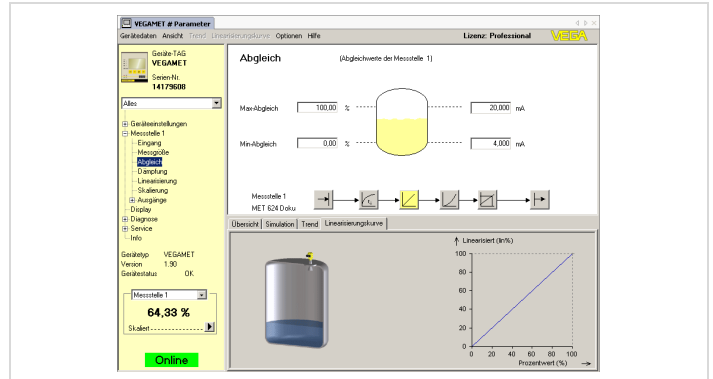 VEGAMET # Parameter
Gerätedaten Ansicht Trend Linearisierungskurve Optionen Hilfe
Lizenz: Professional
VEGA
Geräte-TAG
VEGAMET
Serien-Nr.
14179608
Alles
Geräteeinstellungen
Messstelle 1
Eingang
Messgröße
Abgleich
Dämpfung
Linearisierung
Skalierung
Ausgänge
Display
Diagnose
Service
Info
Gerätetyp VEGAMET
Version 1.90
Gerätestatus OK
Messstelle 1
64,33 %
Skaliert
Online
Abgleich
(Abgleichwerte der Messstelle 1)
Max-Abgleich 100,00 % 20,000 mA
Min-Abgleich 0,00 % 4,000 mA
Messstelle 1
MET 624 Doku
Übersicht Simulation Trend Linearisierungskurve
Linearisiert (lin%)
100
80
60
40
20
0
0 20 40 60 80 100
Prozentwert (%)